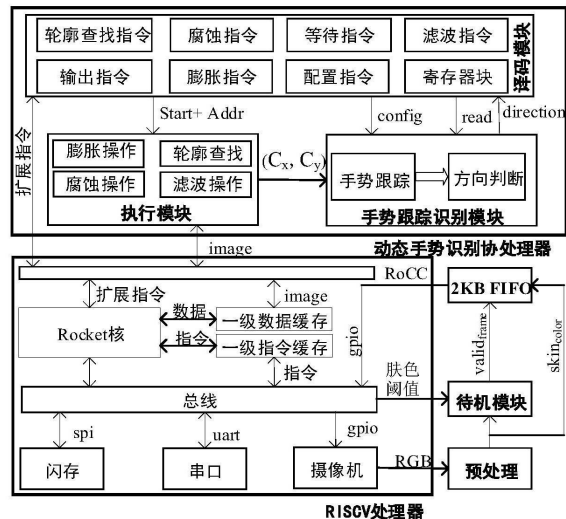 轮廓查找指令 腐蚀指令 等待指令 滤波指令
输出指令 膨胀指令 配置指令 寄存器块
译码模块
Start+ Addr
config
read
direction
扩展指令
膨胀操作 轮廓查找
腐蚀操作 滤波操作
执行模块
(Cx, Cy)
手势跟踪 方向判断
手势跟踪识别模块
动态手势识别协处理器
image
RoCC
扩展指令
image
数据
指令
Rocket核
一级数据缓存
一级指令缓存
指令
gpio
2KB FIFO
validframe
skincolor
总线
肤色
阈值
待机模块
spi
uart
gpio
闪存
串口
摄像机
RGB
预处理
RISCV处理器